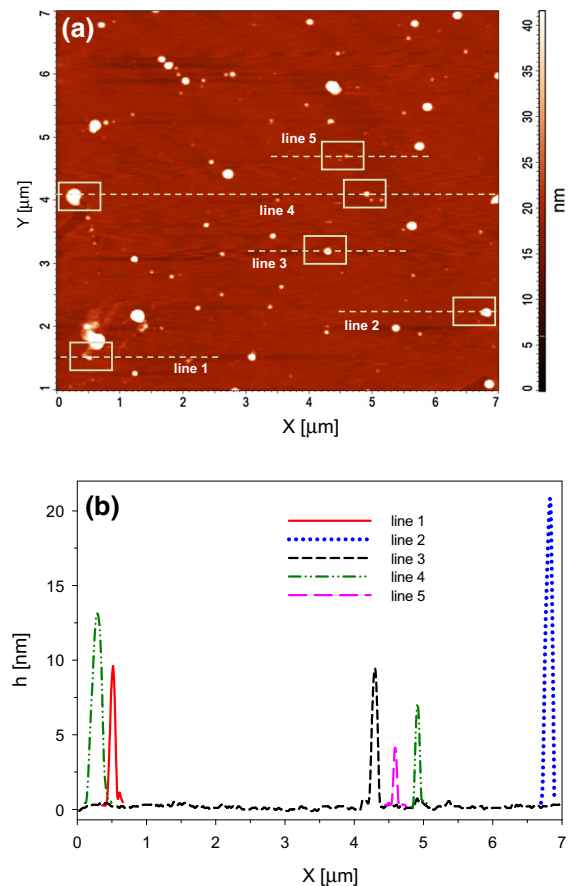 (a)
7
6
5
4
3
2
1
Y [μm]
line 5
line 4
line 3
line 2
line 1
0 1 2 3 4 5 6 7
X [μm]
40
35
30
25
20
15
10
5
0
nm
(b)
20
15
10
5
0
h [nm]
line 1
line 2
line 3
line 4
line 5
0 1 2 3 4 5 6 7
X [μm]